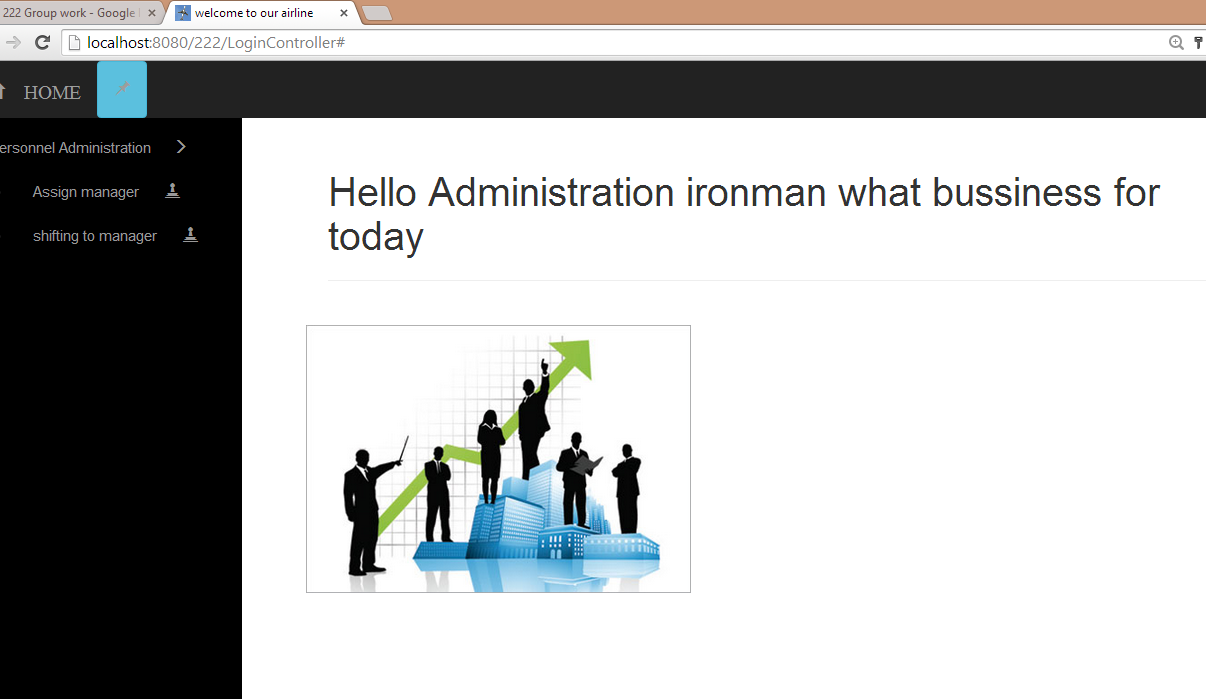 222 Group work - Google
welcome to our airline
localhost:8080/222/LoginController#
HOME
ersonnel Administration
Assign manager
shifting to manager
Hello Administration ironman what bussiness for
today